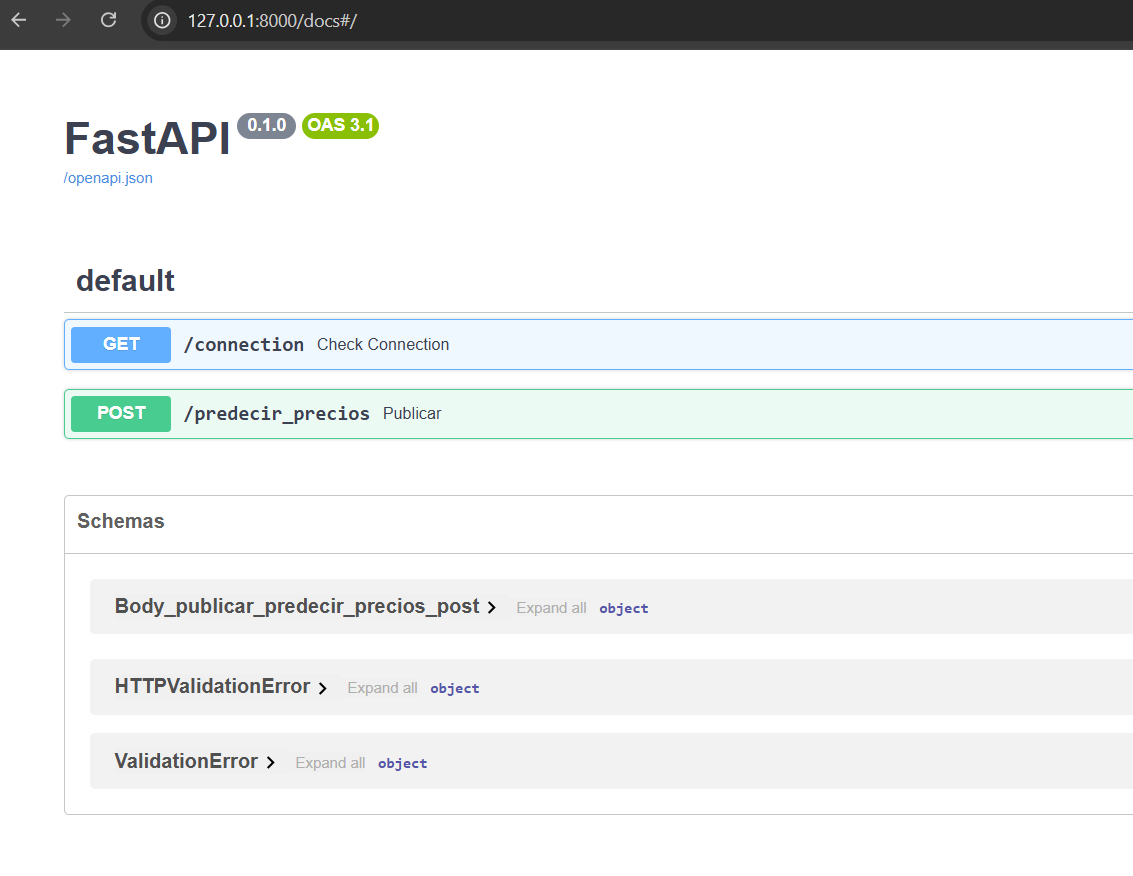 127.0.0.1:8000/docs#/
FastAPI 0.1.0 OAS 3.1
/openapi.json
default
GET /connection Check Connection
POST /predecir_precios Publicar
Schemas
Body_publicar_predecir_precios_post Expand all object
HTTPValidationError Expand all object
ValidationError Expand all object